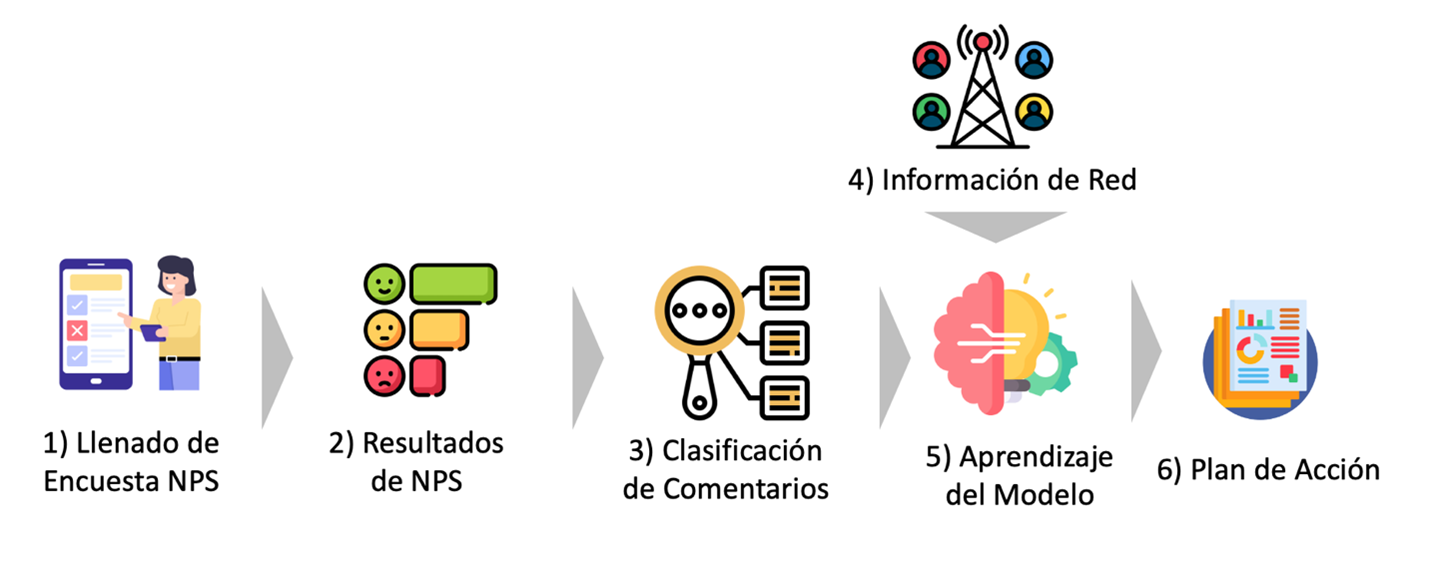 1) Llenado de
Encuesta NPS
2) Resultados
de NPS
3) Clasificación
de Comentarios
4) Información de Red
5) Aprendizaje
del Modelo
6) Plan de Acción